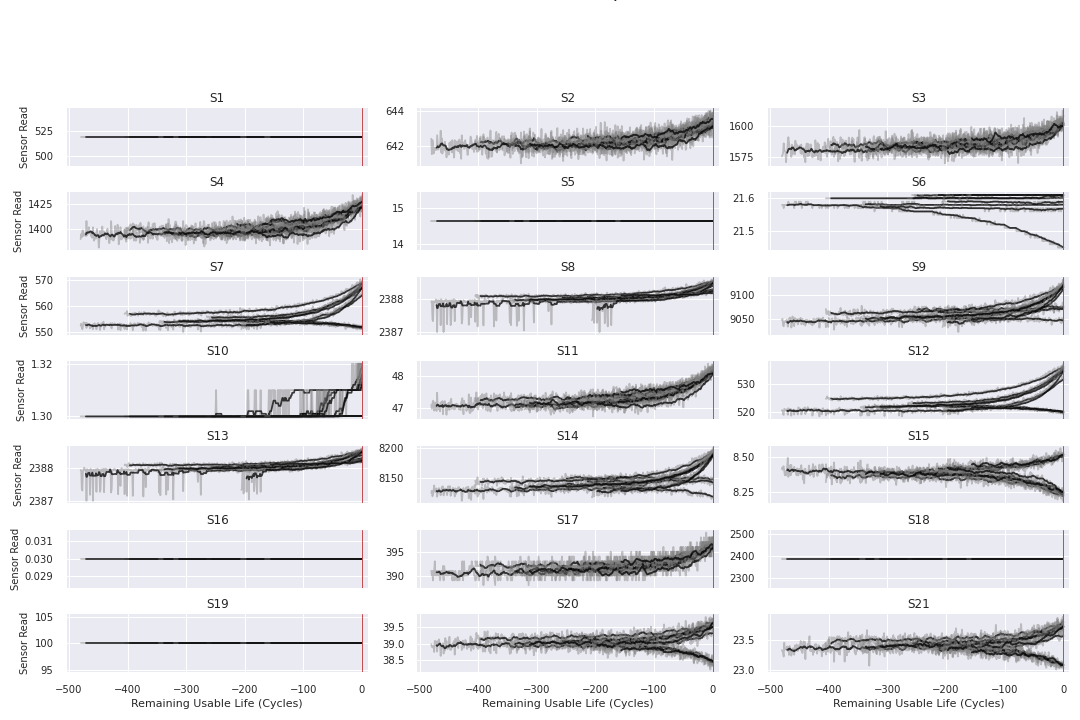 S1 S2 S3
Sensor Read 525 500 644 642 1600 1575
S4 S5 S6
Sensor Read 1425 1400 15 14 21.6 21.5
S7 S8 S9
Sensor Read 570 560 550 2388 2387 9100 9050
S10 S11 S12
Sensor Read 1.32 1.30 48 47 530 520
S13 S14 S15
Sensor Read 2388 2387 8200 8150 8.50 8.25
S16 S17 S18
Sensor Read 0.031 0.030 0.029 395 390 2500 2400 2300
S19 S20 S21
Sensor Read 105 100 95 39.5 39.0 38.5 23.5 23.0
−500 −400 −300 −200 −100 0 −500 −400 −300 −200 −100 0 −500 −400 −300 −200 −100 0
Remaining Usable Life (Cycles) Remaining Usable Life (Cycles) Remaining Usable Life (Cycles)